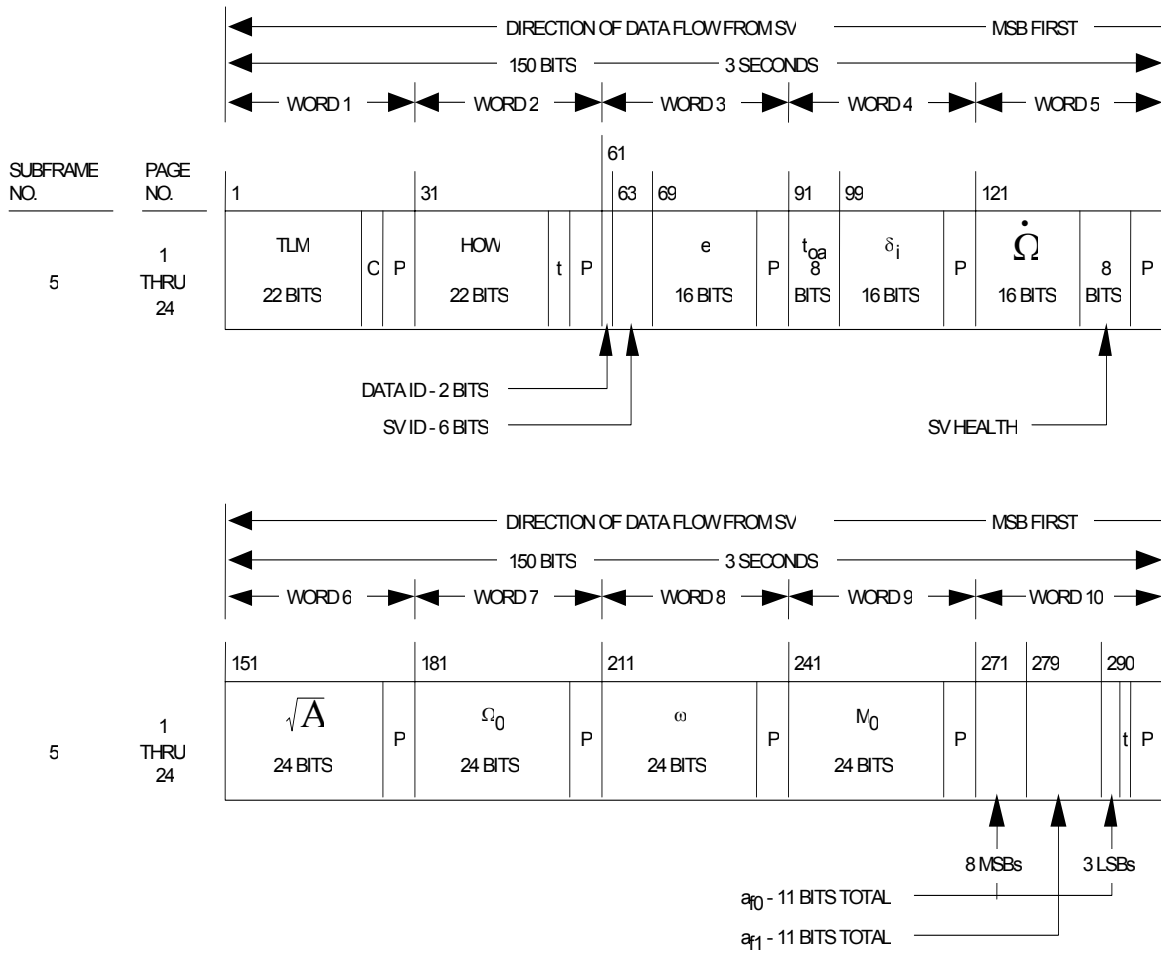 DIRECTION OF DATA FLOW FROM SV MSB FIRST
150 BITS 3 SECONDS
WORD 1 WORD 2 WORD 3 WORD 4 WORD 5
61
SUBFRAME PAGE
NO. NO. 1 31 63 69 91 99 121
5
1
THRU
24
TLM
22 BITS
C
P
HOW
22 BITS
t
P
e
16 BITS
P
t_oa
8
BITS
δ_i
16 BITS
P
Ω̇
16 BITS
8
BITS
P
DATA ID - 2 BITS
SV ID - 6 BITS SV HEALTH
DIRECTION OF DATA FLOW FROM SV MSB FIRST
150 BITS 3 SECONDS
WORD 6 WORD 7 WORD 8 WORD 9 WORD 10
151 181 211 241 271 279 290
5
1
THRU
24
√A
24 BITS
P
Ω_0
24 BITS
P
ω
24 BITS
P
M_0
24 BITS
P
t
P
8 MSBs 3 LSBs
a_f0 - 11 BITS TOTAL
a_f1 - 11 BITS TOTAL